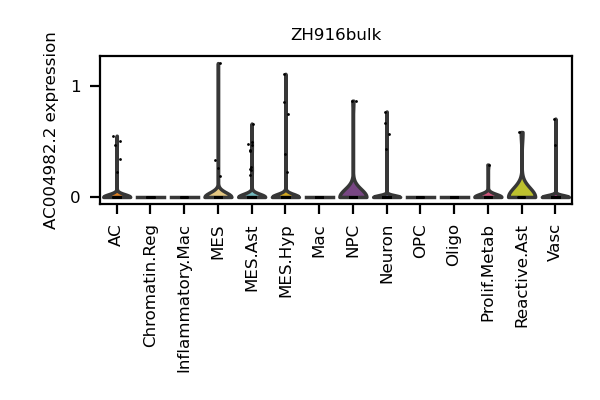 ZH916bulk
AC004982.2 expression
1
0
AC
Chromatin.Reg
Inflammatory.Mac
MES
MES.Ast
MES.Hyp
Mac
NPC
Neuron
OPC
Oligo
Prolif.Metab
Reactive.Ast
Vasc